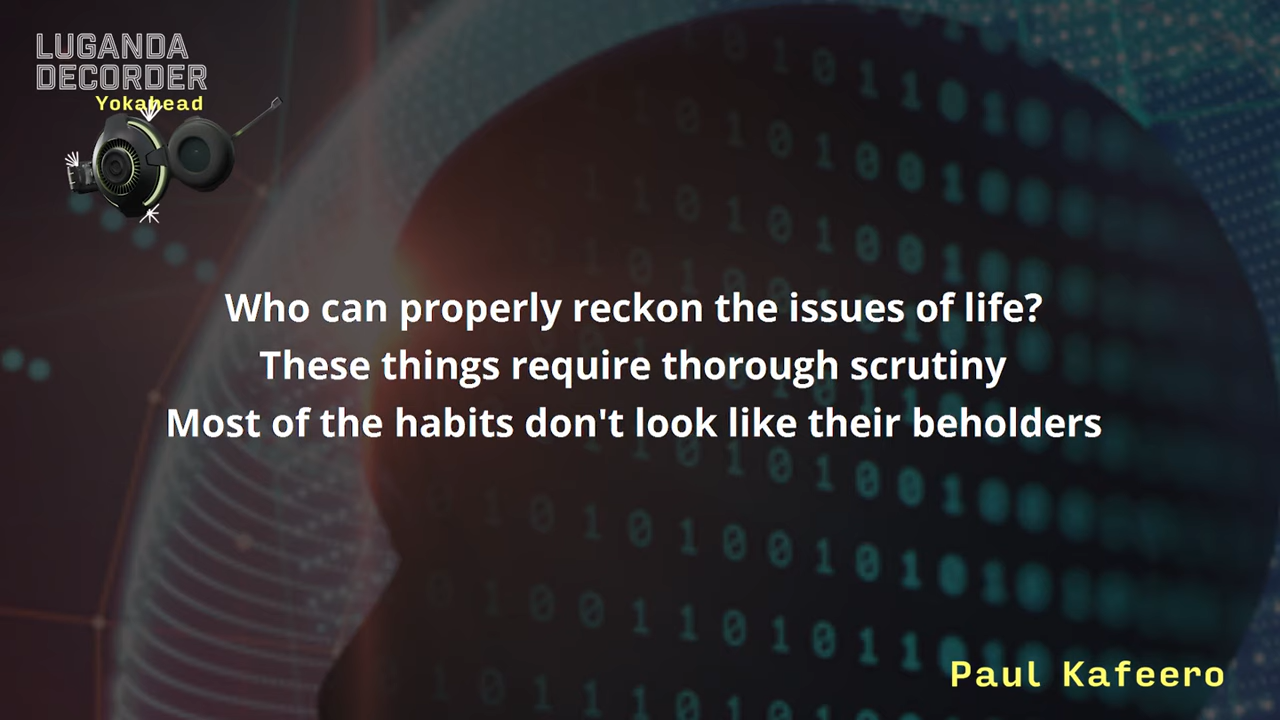 LUGANDA
DECORDER
Yokahead
Who can properly reckon the issues of life?
These things require thorough scrutiny
Most of the habits don't look like their beholders
Paul Kafeero